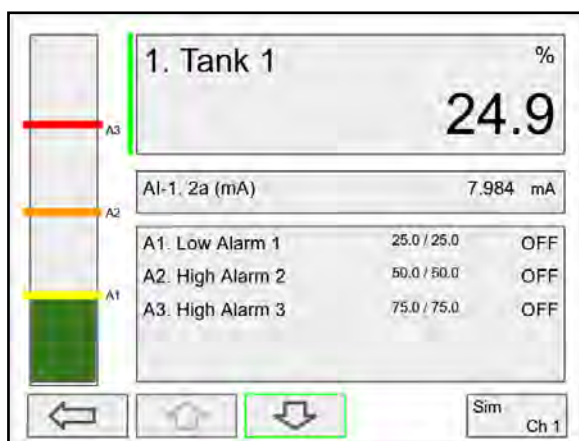 1. Tank 1 %
24.9
A3
AI-1. 2a (mA) 7.984 mA
A2
A1. Low Alarm 1 25.0 / 25.0 OFF
A2. High Alarm 2 50.0 / 50.0 OFF
A1
A3. High Alarm 3 75.0 / 75.0 OFF
Sim
Ch 1